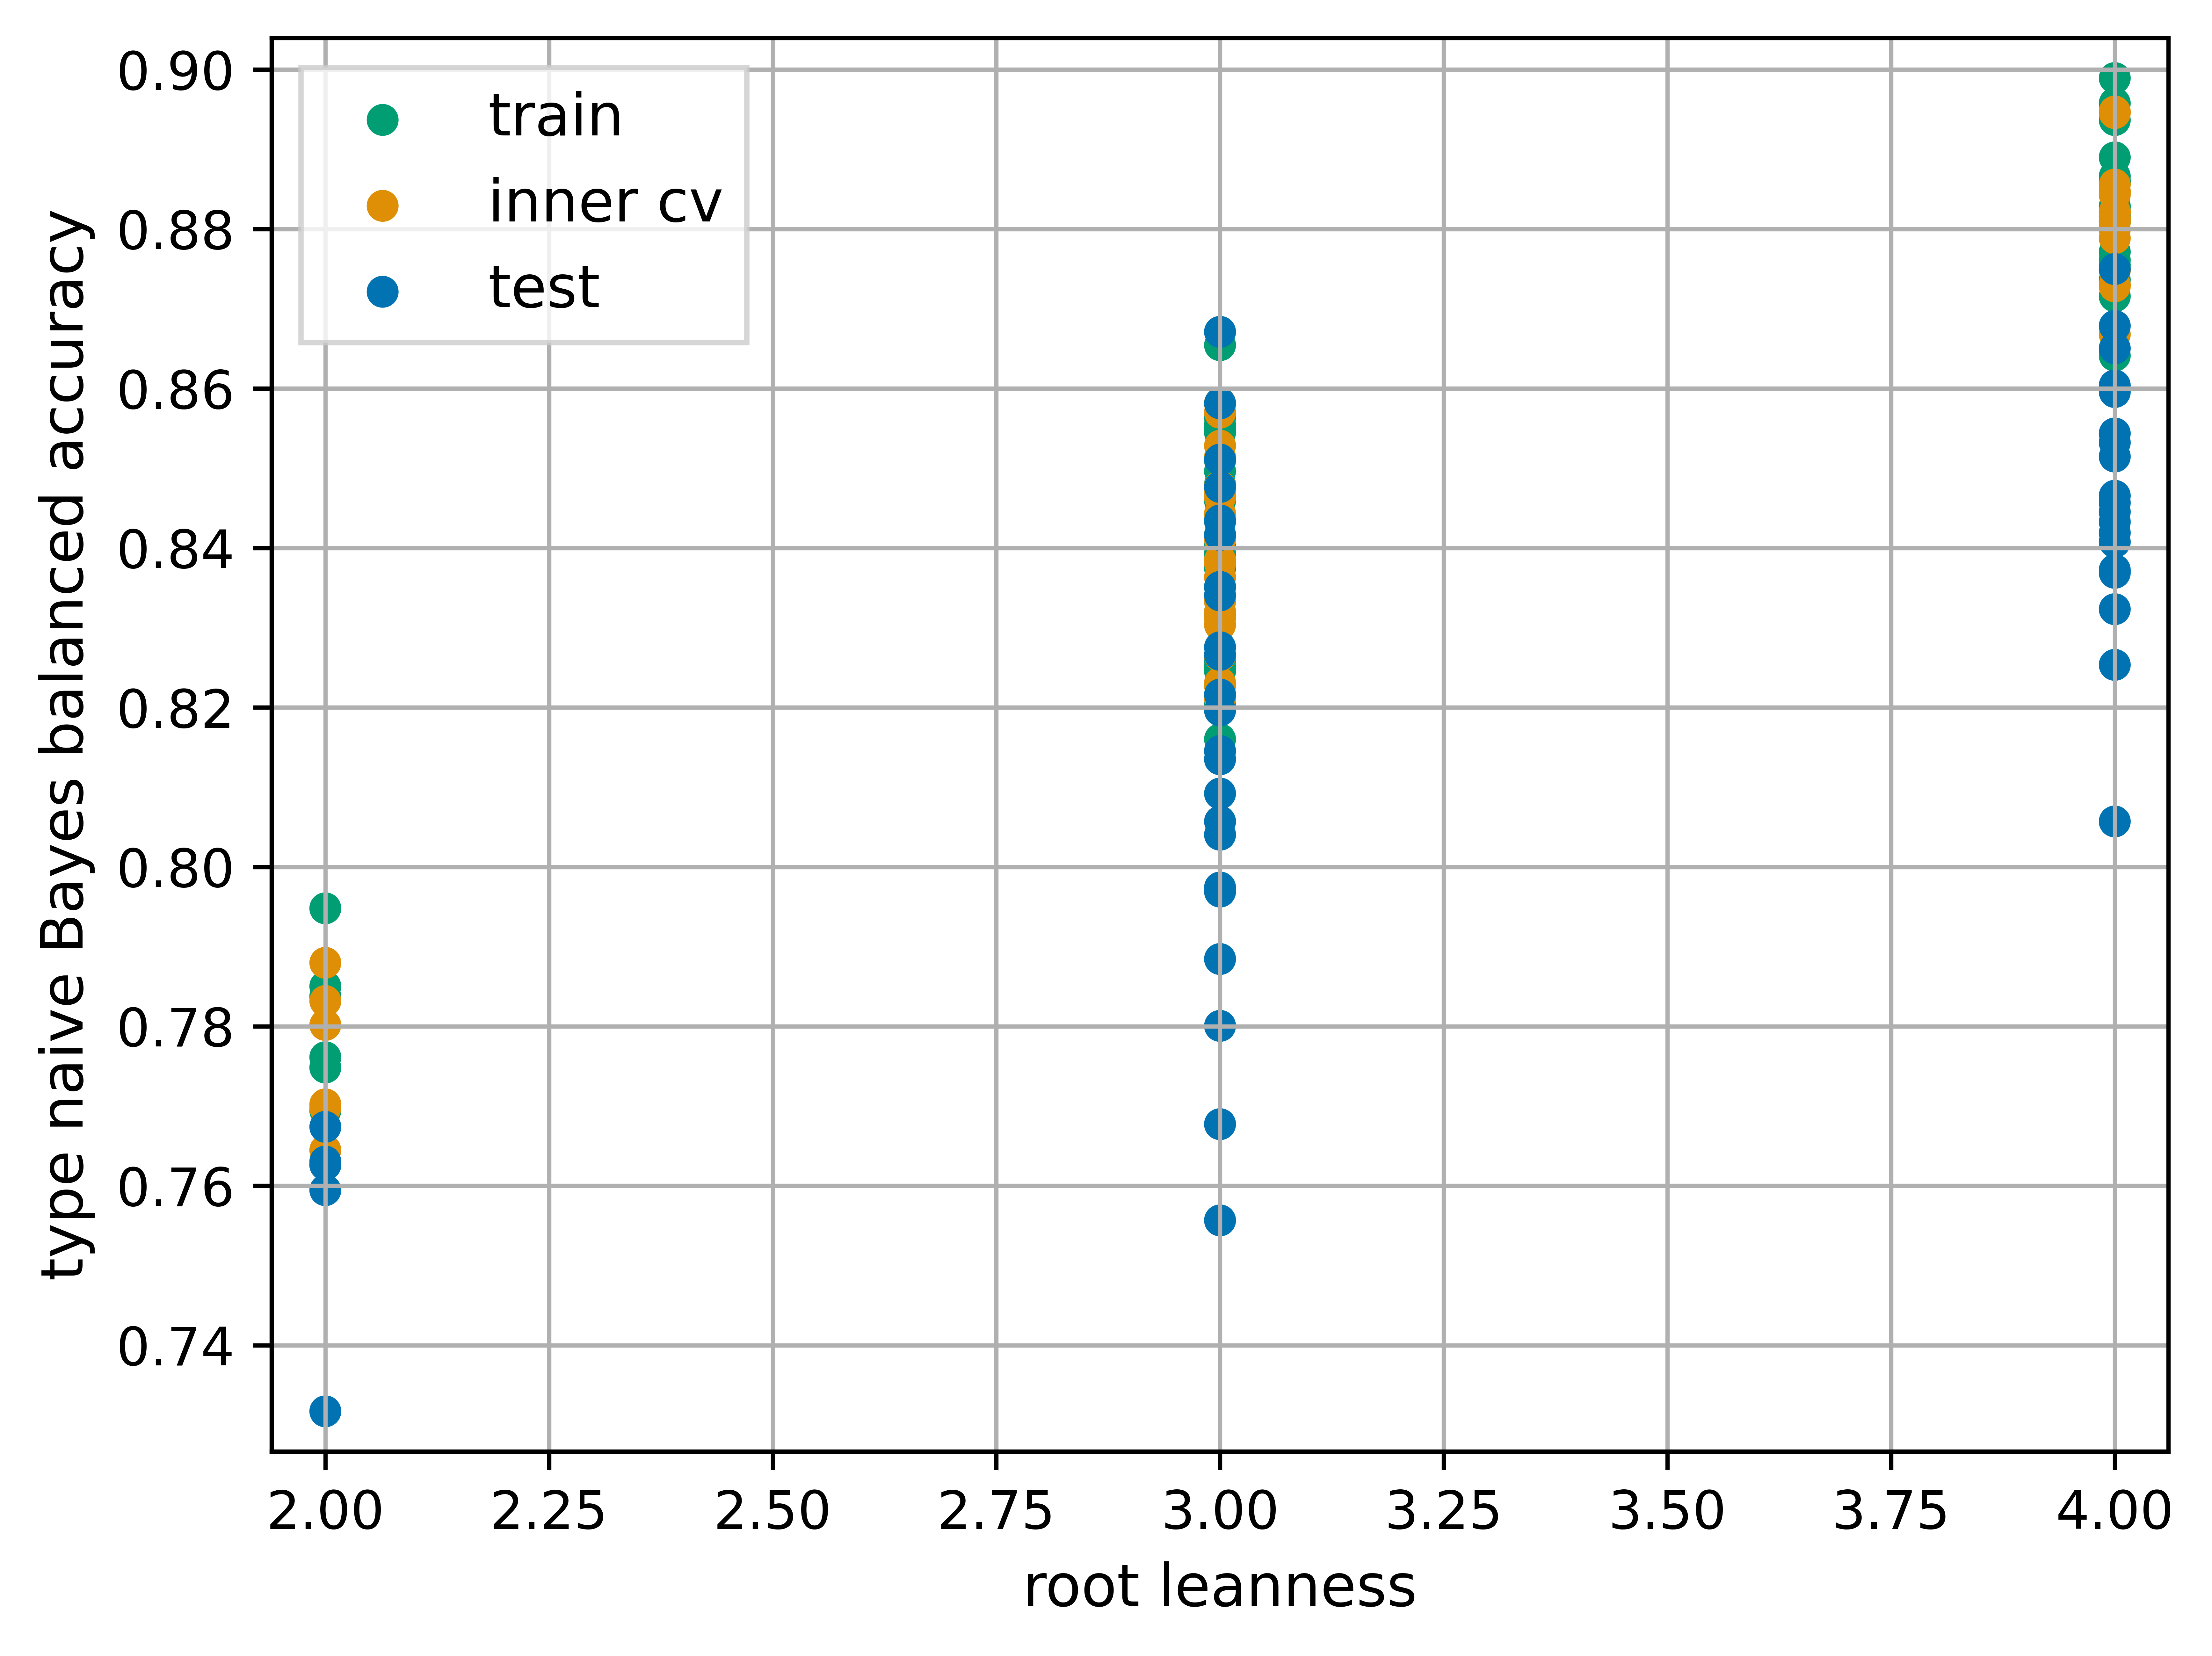 type naive Bayes balanced accuracy
0.90
0.88
0.86
0.84
0.82
0.80
0.78
0.76
0.74
train
inner cv
test
2.00 2.25 2.50 2.75 3.00 3.25 3.50 3.75 4.00
root leanness